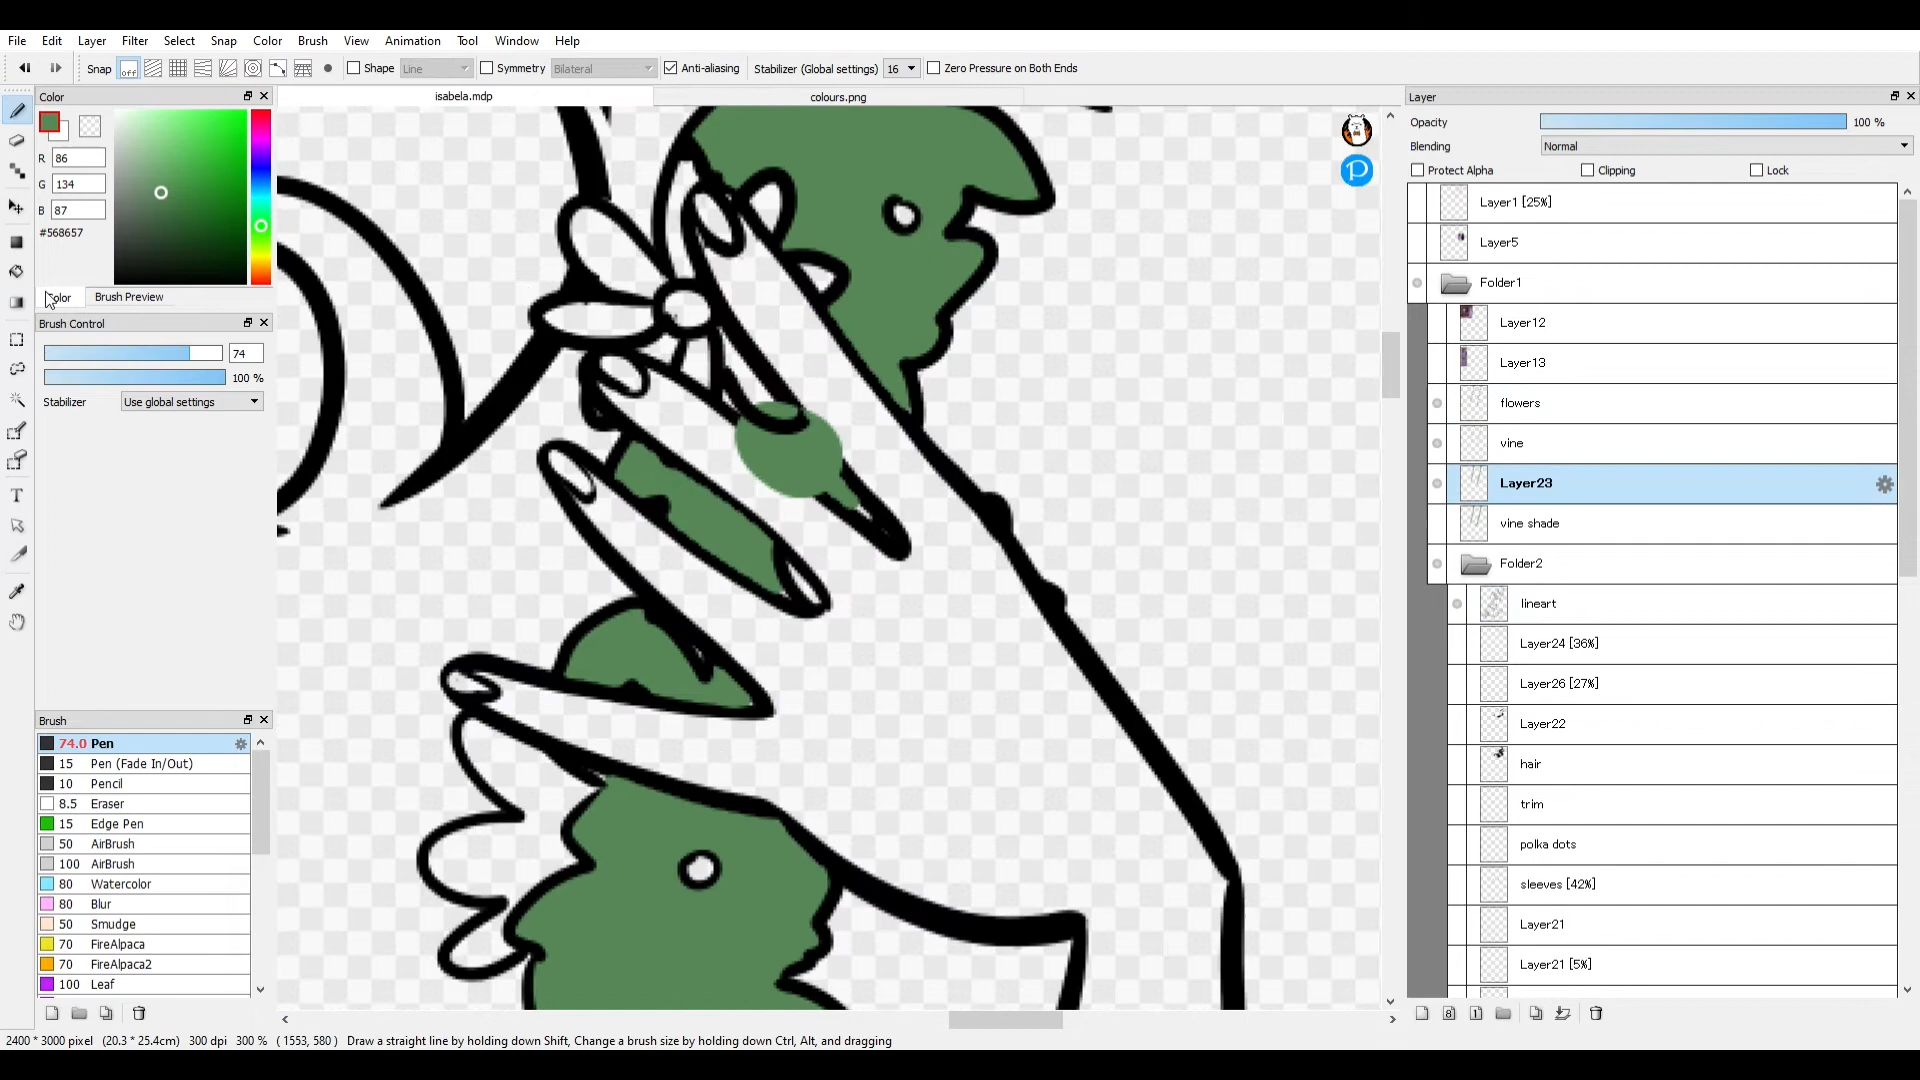 File Edit Layer Filter Select Snap Color Brush View Animation Tool Window Help
Snap off Shape Line Symmetry Bilateral Anti-aliasing Stabilizer (Global settings) 16 Zero Pressure on Both Ends
Color
isabela.mdp
colours.png
R 86
G 134
B 87
#568657
Brush Preview
Brush Control
74
100 %
Stabilizer Use global settings
Brush
74.0 Pen
15 Pen (Fade In/Out)
10 Pencil
8.5 Eraser
15 Edge Pen
50 AirBrush
100 AirBrush
80 Watercolor
80 Blur
50 Smudge
70 FireAlpaca
70 FireAlpaca2
100 Leaf
Layer
Opacity 100 %
Blending Normal
Protect Alpha Clipping Lock
Layer1 [25%]
Layer5
Folder1
Layer12
Layer13
flowers
vine
Layer23
vine shade
Folder2
lineart
Layer24 [36%]
Layer26 [27%]
Layer22
hair
trim
polka dots
sleeves [42%]
Layer21
Layer21 [5%]
2400 * 3000 pixel (20.3 * 25.4cm) 300 dpi 300 % ( 1553, 580 ) Draw a straight line by holding down Shift, Change a brush size by holding down Ctrl, Alt, and dragging